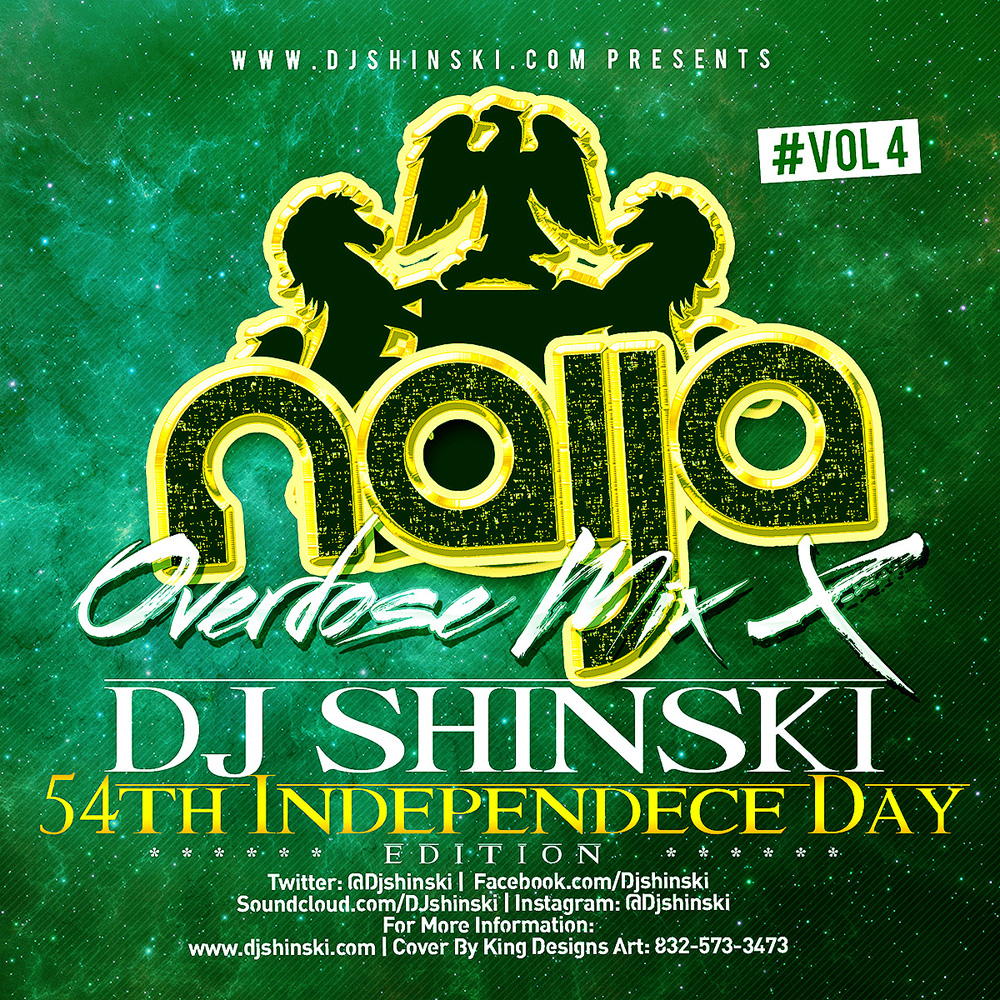 WWW.DJSHINSKI.COM PRESENTS
#VOL 4
naija
Overdose Mix X
DJ SHINSKI
54TH INDEPENDECE DAY
* * * * * * EDITION * * * * * *
Twitter: @Djshinski | Facebook.com/Djshinski
Soundcloud.com/DJshinski | Instagram: @Djshinski
For More Information:
www.djshinski.com | Cover By King Designs Art: 832-573-3473